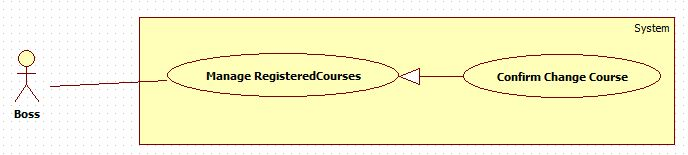 System
Manage RegisteredCourses
Confirm Change Course
Boss